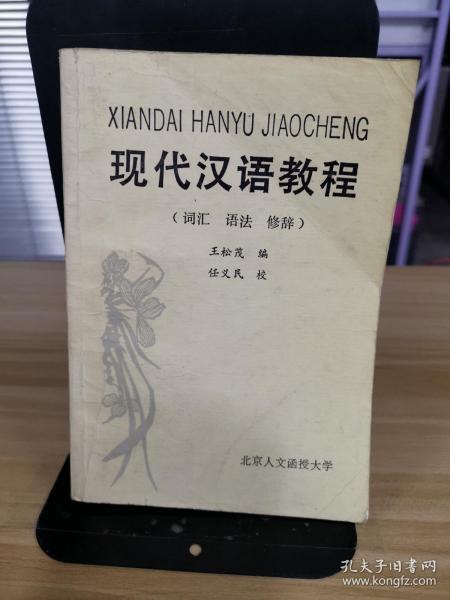 XIANDAI HANYU JIAOCHENG
现代汉语教程
（词汇 语法 修辞）
王松茂 编
任义民 校
北京人文函授大学
孔夫子旧书网
www.kongfz.com